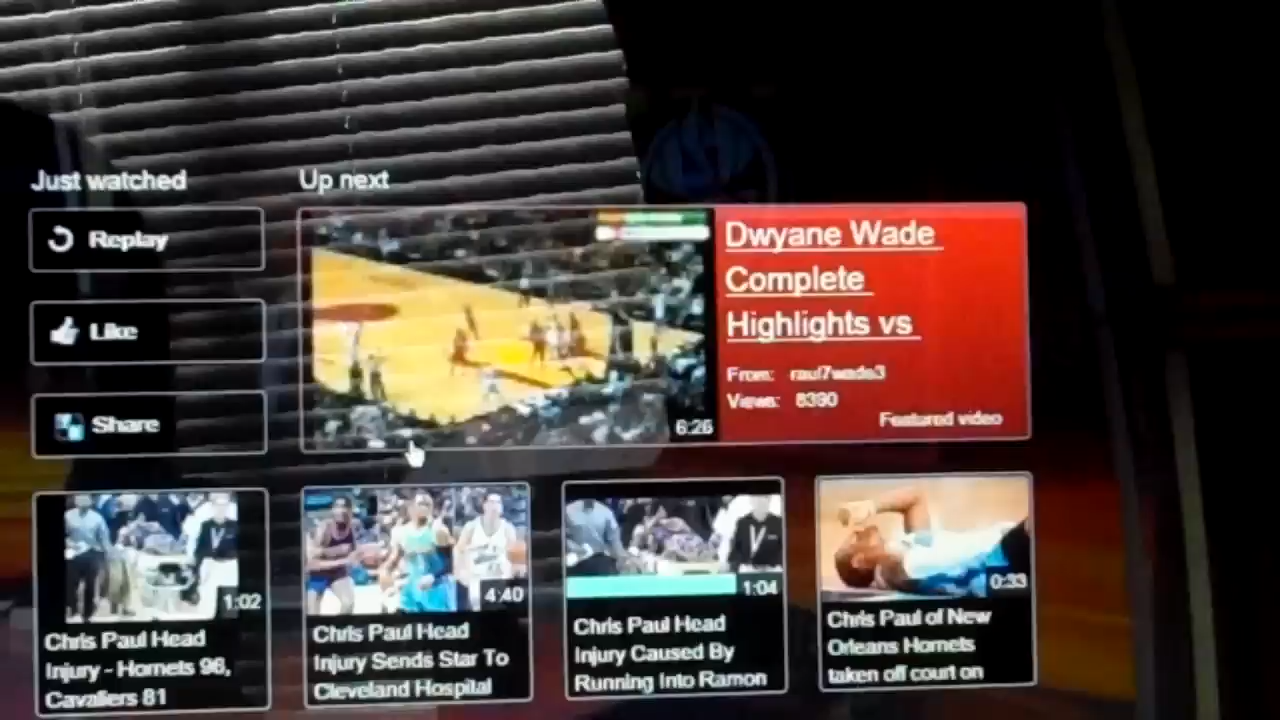 Just watched
Up next
Replay
Like
Share
Dwyane Wade
Complete
Highlights vs
From: raul7wade3
Views: 8390
Featured video
6:26
1:02
Chris Paul Head
Injury - Hornets 96,
Cavaliers 81
4:40
Chris Paul Head
Injury Sends Star To
Cleveland Hospital
1:04
Chris Paul Head
Injury Caused By
Running Into Ramon
0:33
Chris Paul of New
Orleans Hornets
taken off court on